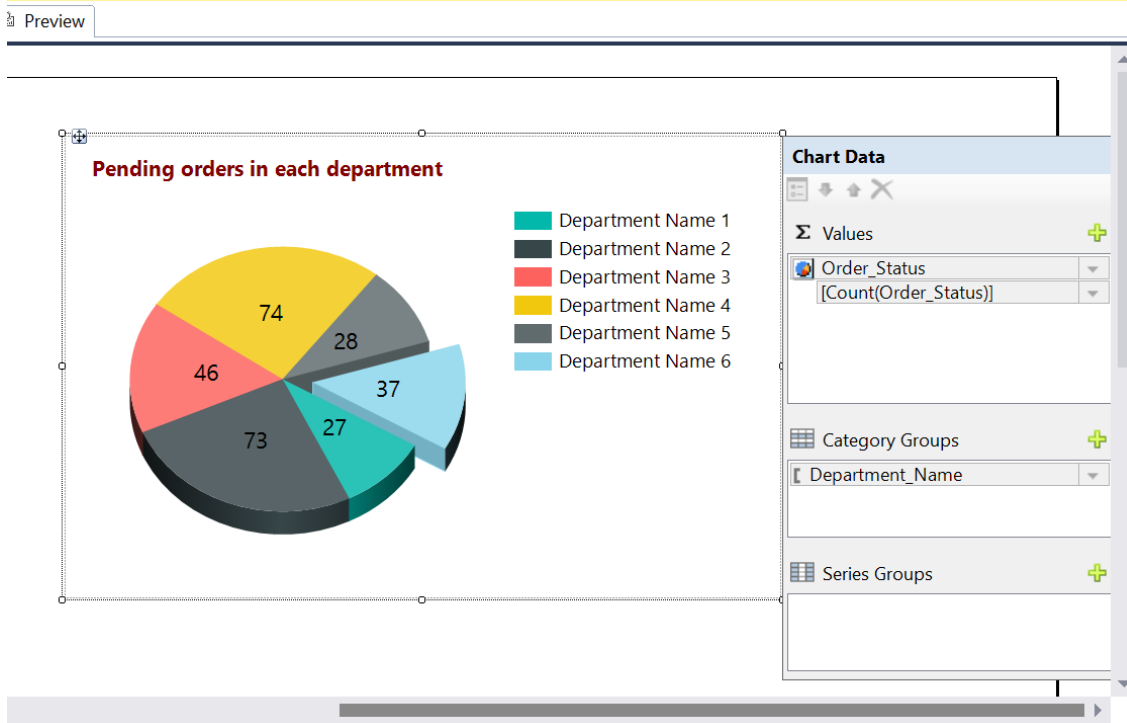 Preview
Pending orders in each department
Department Name 1
Department Name 2
Department Name 3
Department Name 4
Department Name 5
Department Name 6
74
28
46
37
27
73
Chart Data
Σ Values
Order_Status
[Count(Order_Status)]
Category Groups
Department_Name
Series Groups